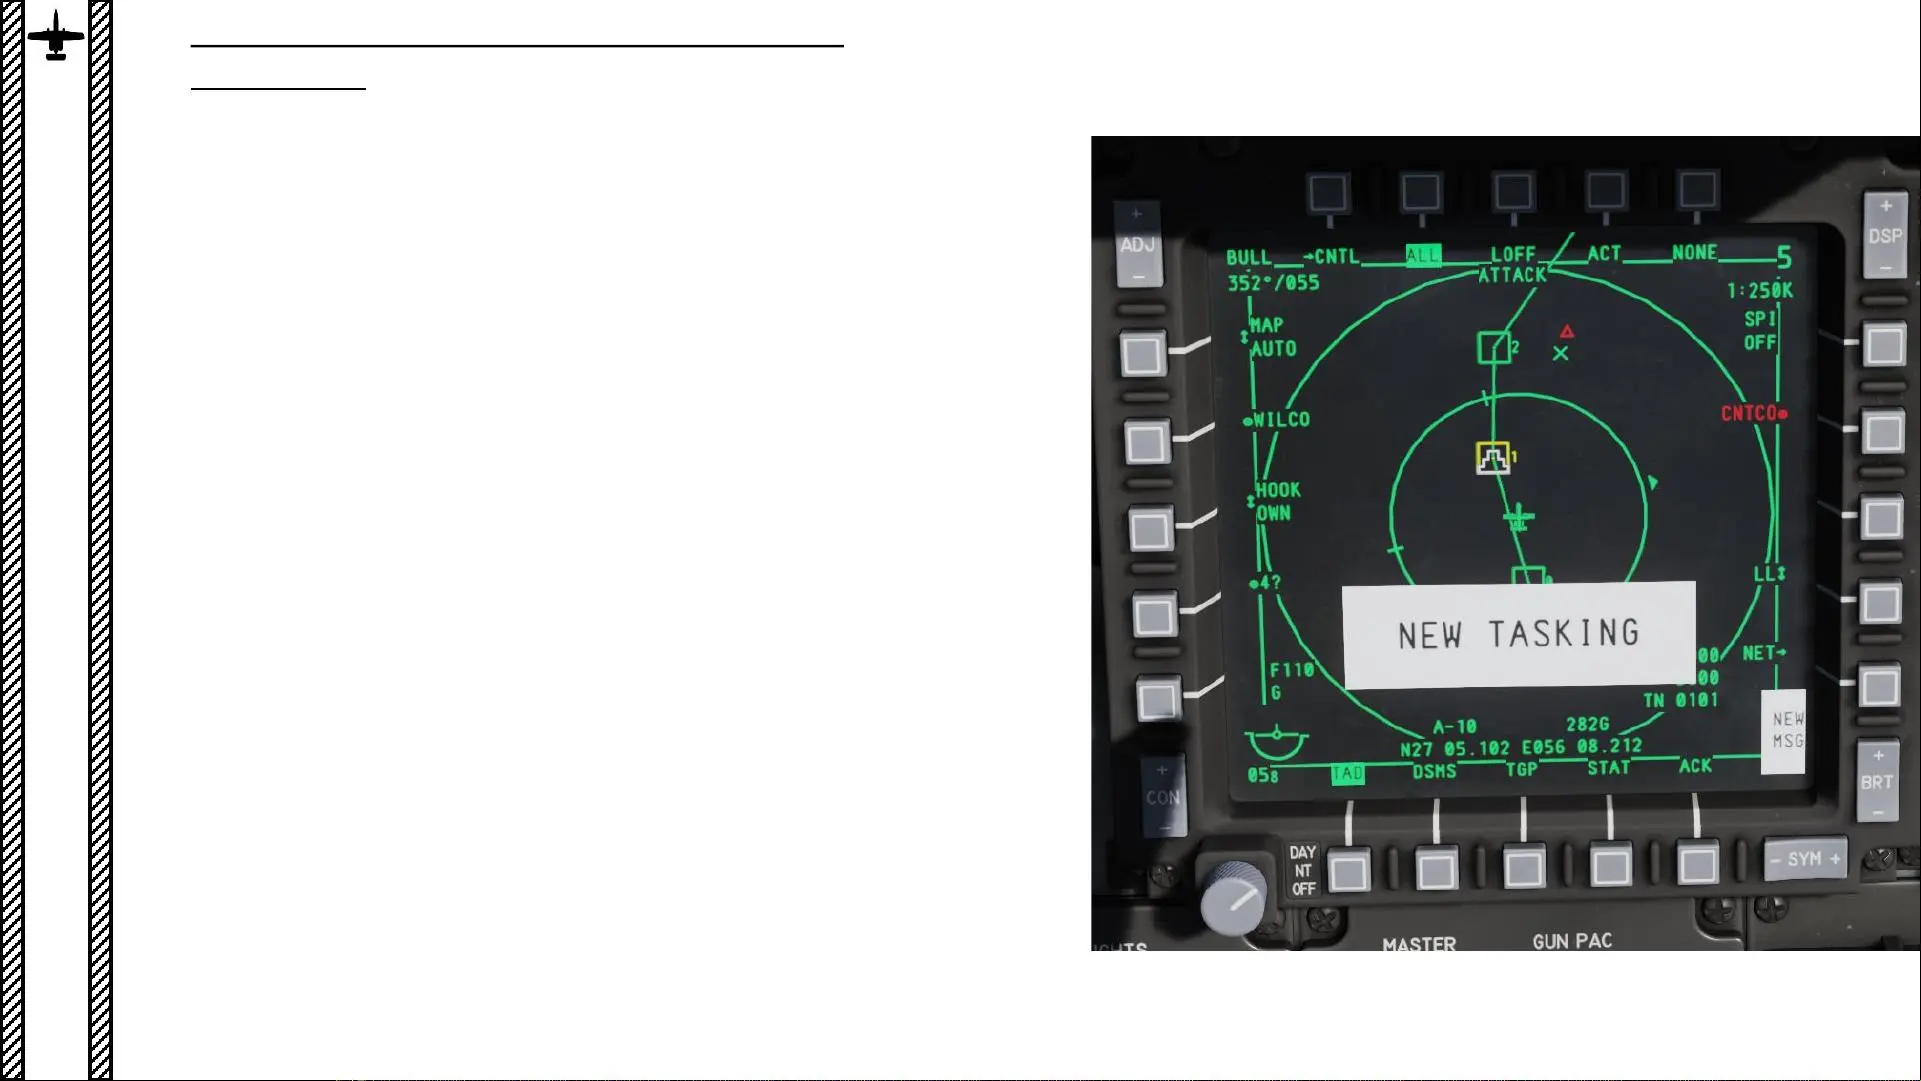 ADJ
DSP
BULL →CNTL ALL LOFF ACT NONE 5
352°/055
ATTACK
1:250K
MAP
AUTO
SPI
OFF
2
WILCO
CNTCO
1
HOOK
OWN
4?
LL
NEW TASKING
F110
G
00
NET→
00
TN 0101
NEW
MSG
A-10 282G
N27 05.102 E056 08.212
058
TAD DSMS TGP STAT ACK
CON
BRT
DAY
NT
OFF
- SYM +
MASTER GUN PAC